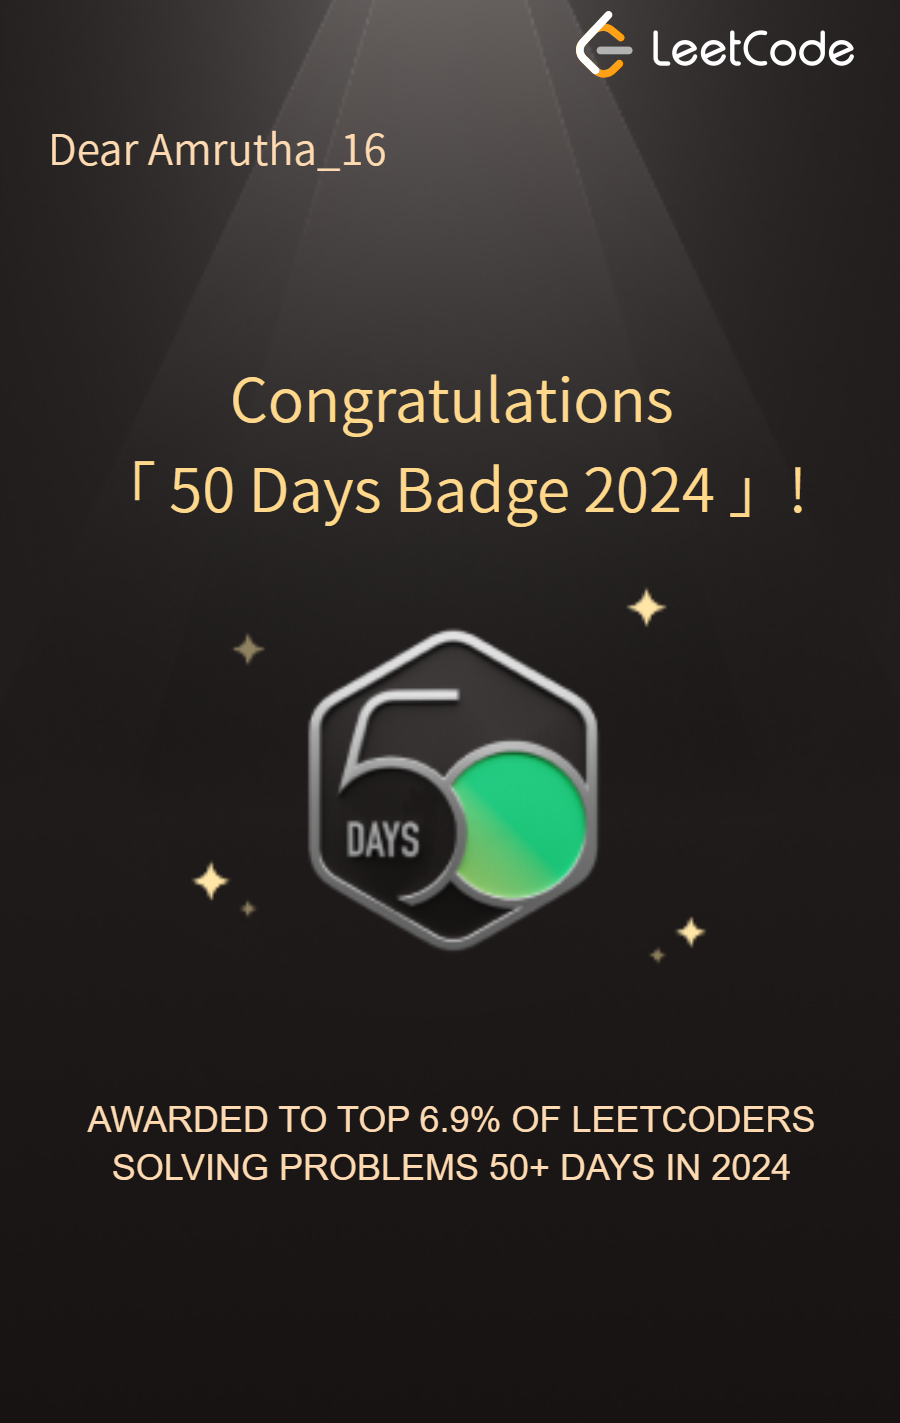 LeetCode
Dear Amrutha_16
Congratulations
「 50 Days Badge 2024 」!
50
DAYS
AWARDED TO TOP 6.9% OF LEETCODERS
SOLVING PROBLEMS 50+ DAYS IN 2024